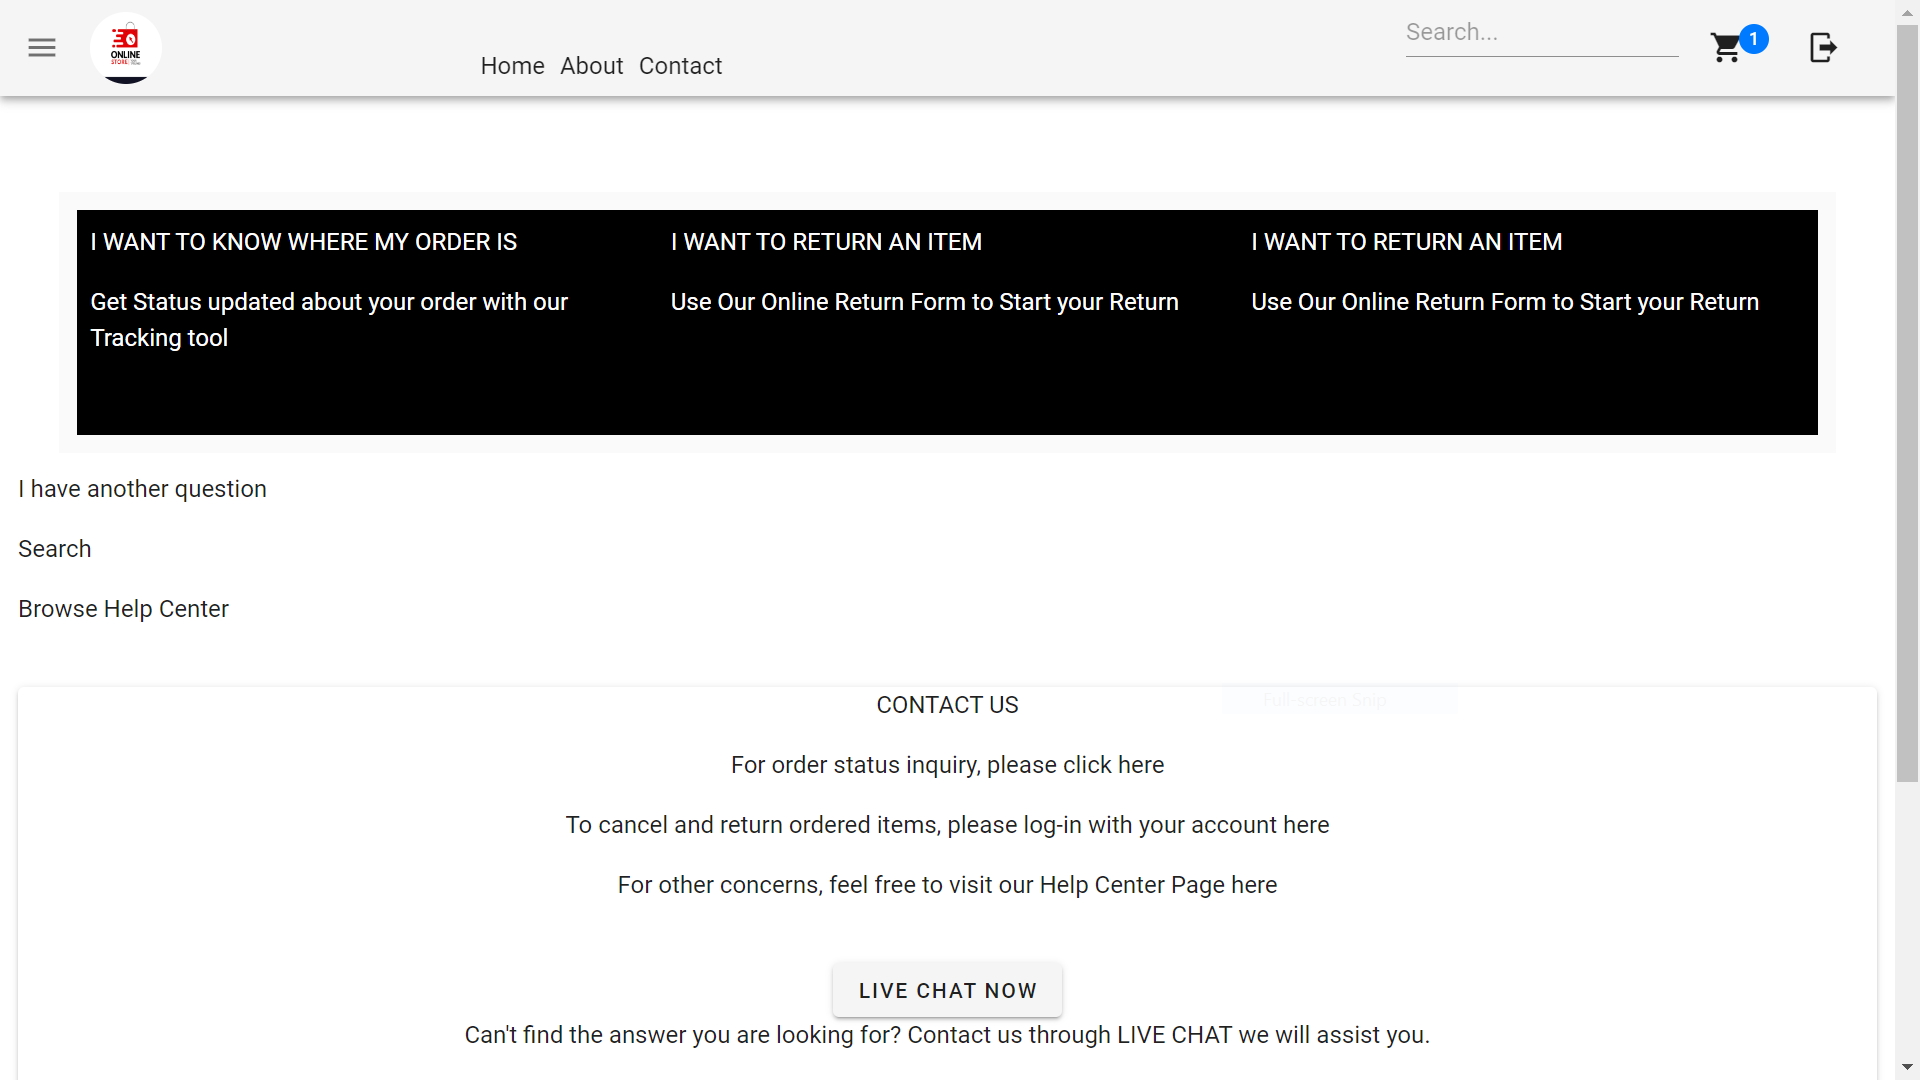 ONLINE
STORE
Home About Contact
Search...
1
I WANT TO KNOW WHERE MY ORDER IS
Get Status updated about your order with our
Tracking tool
I WANT TO RETURN AN ITEM
Use Our Online Return Form to Start your Return
I WANT TO RETURN AN ITEM
Use Our Online Return Form to Start your Return
I have another question
Search
Browse Help Center
CONTACT US
Full-screen Snip
For order status inquiry, please click here
To cancel and return ordered items, please log-in with your account here
For other concerns, feel free to visit our Help Center Page here
LIVE CHAT NOW
Can't find the answer you are looking for? Contact us through LIVE CHAT we will assist you.